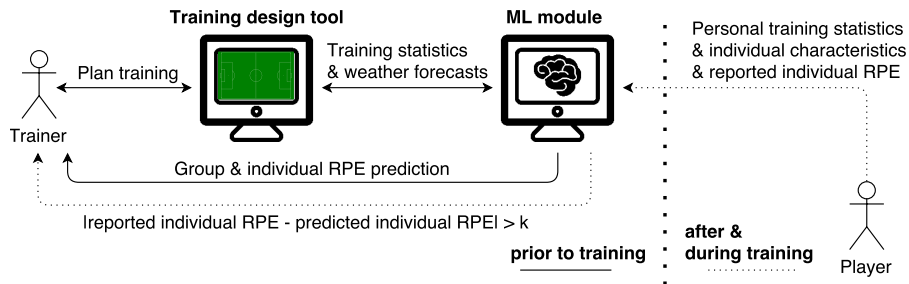 Training design tool
ML module
Personal training statistics
& individual characteristics
& reported individual RPE
Training statistics
& weather forecasts
Plan training
Trainer
Group & individual RPE prediction
|reported individual RPE - predicted individual RPE| > k
prior to training
after &
during training
Player